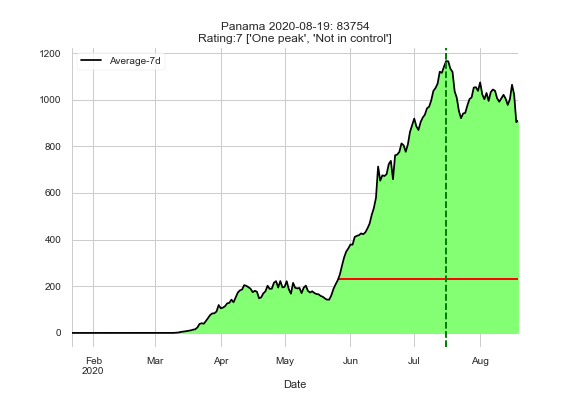 Panama 2020-08-19: 83754
Rating:7 ['One peak', 'Not in control']
Average-7d
1200
1000
800
600
400
200
0
Feb Mar Apr May Jun Jul Aug
2020
Date